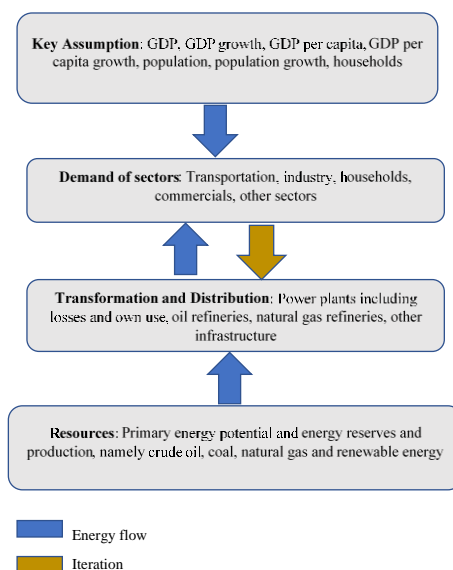 Key Assumption: GDP, GDP growth, GDP per capita, GDP per
capita growth, population, population growth, households
Demand of sectors: Transportation, industry, households,
commercials, other sectors
Transformation and Distribution: Power plants including
losses and own use, oil refineries, natural gas refineries, other
infrastructure
Resources: Primary energy potential and energy reserves and
production, namely crude oil, coal, natural gas and renewable energy
Energy flow
Iteration